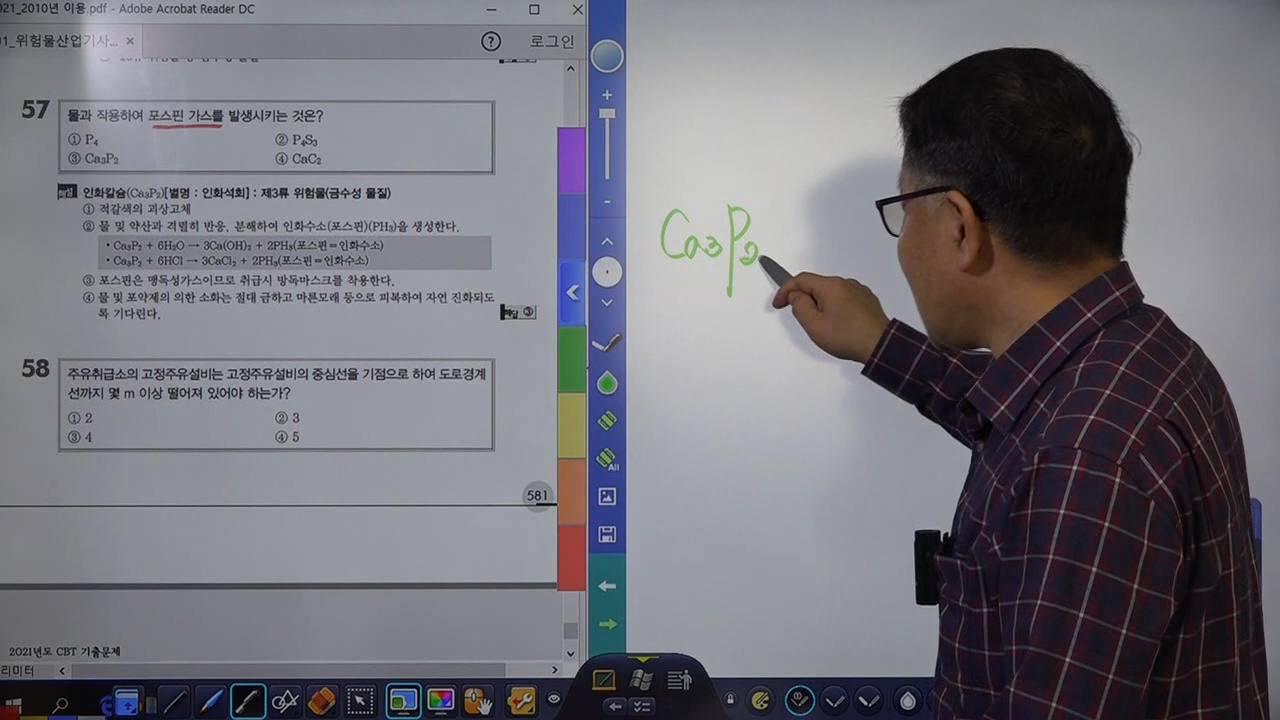 021_2010년 이용.pdf - Adobe Acrobat Reader DC
01_위험물산업기사... ×
? 로그인
57 물과 작용하여 포스핀 가스를 발생시키는 것은?
① P₄ ② P₄S₃
③ Ca₃P₂ ④ CaC₂
인화칼슘(Ca₃P₂)[별명 : 인화석회] : 제3류 위험물(금수성 물질)
① 적갈색의 괴상고체
② 물 및 약산과 격렬히 반응, 분해하여 인화수소(포스핀)(PH₃)을 생성한다.
• Ca₃P₂ + 6H₂O → 3Ca(OH)₂ + 2PH₃(포스핀=인화수소)
• Ca₃P₂ + 6HCl → 3CaCl₂ + 2PH₃(포스핀=인화수소)
③ 포스핀은 맹독성가스이므로 취급시 방독마스크를 착용한다.
④ 물 및 포약제의 의한 소화는 절대 금하고 마른모래 등으로 피복하여 자연 진화되도
록 기다린다.
③
58 주유취급소의 고정주유설비는 고정주유설비의 중심선을 기점으로 하여 도로경계
선까지 몇 m 이상 떨어져 있어야 하는가?
① 2 ② 3
③ 4 ④ 5
581
2021년도 CBT 기출문제
리미터
Ca₃P₂
All